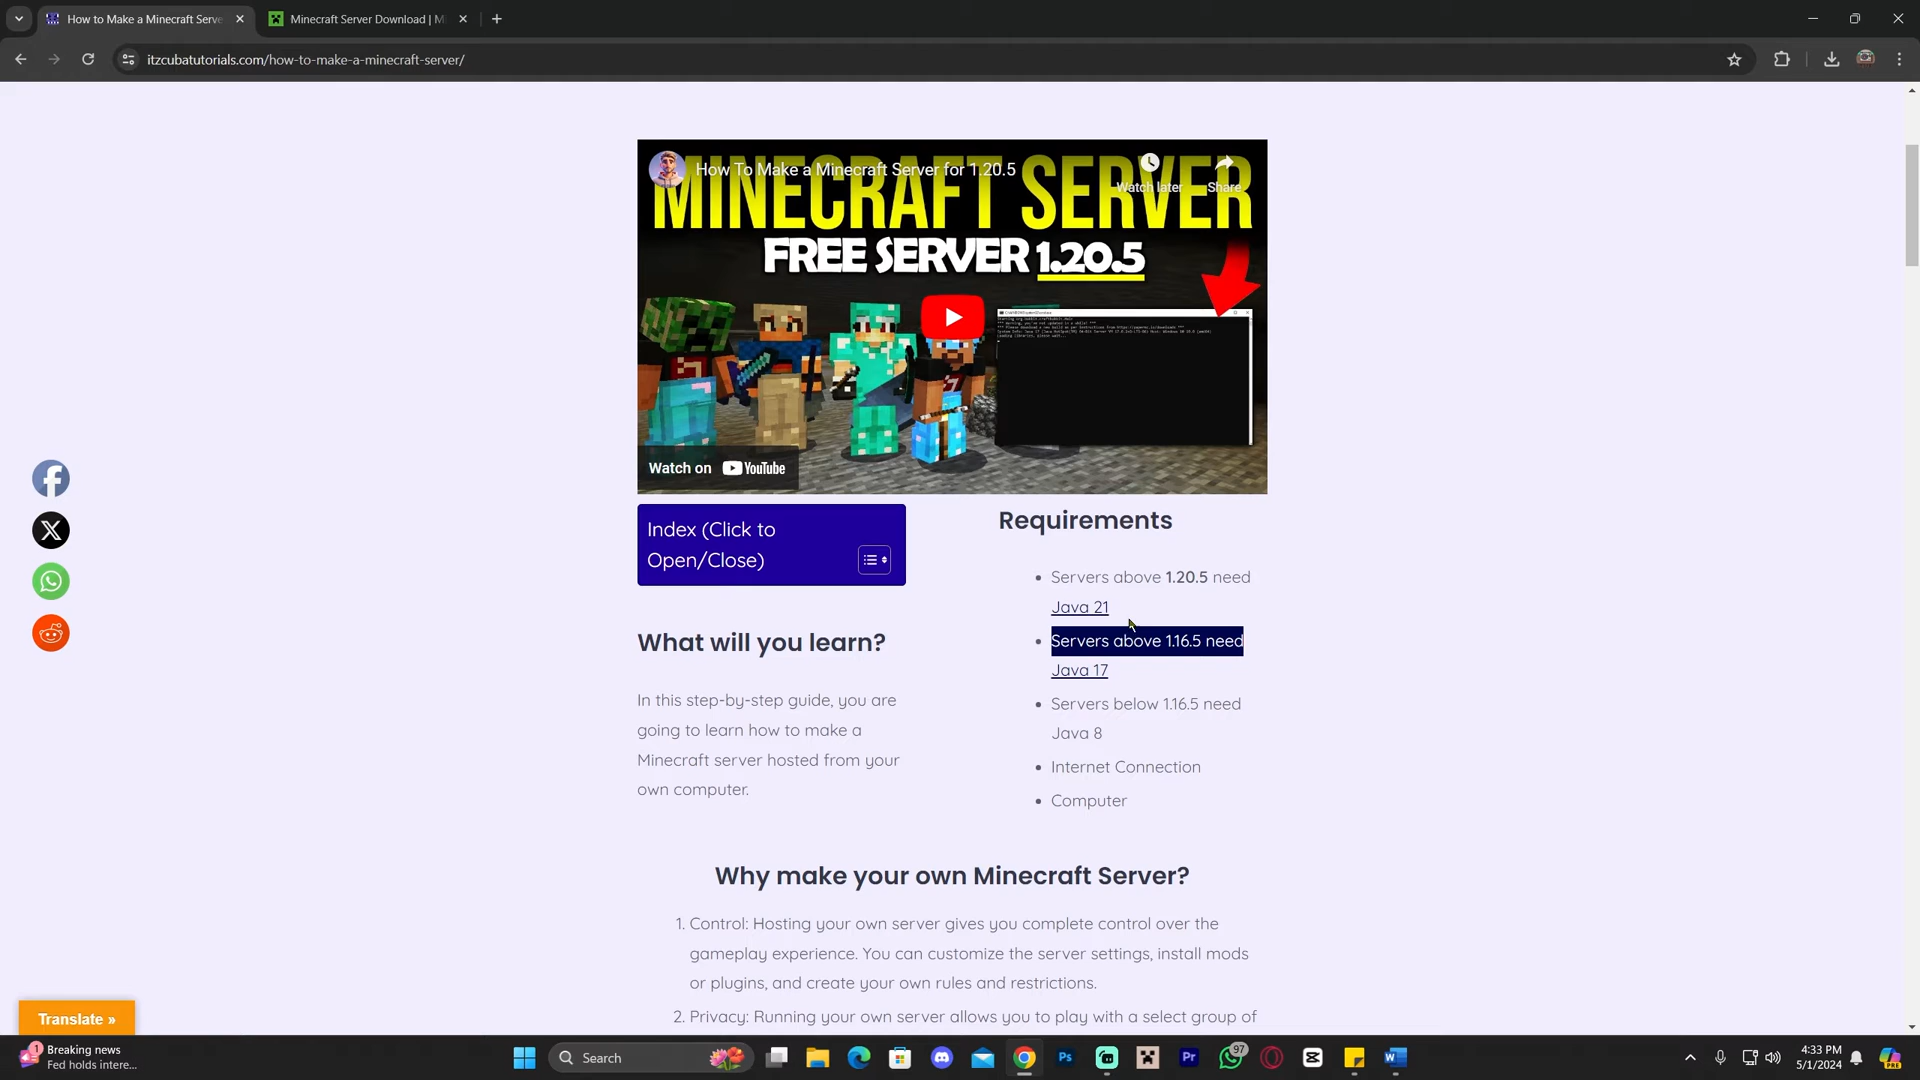 How to Make a Minecraft Serve
Minecraft Server Download | M
itzcubatutorials.com/how-to-make-a-minecraft-server/
How To Make a Minecraft Server for 1.20.5
Watch later
Share
MINECRAFT SERVER
FREE SERVER 1.20.5
Watch on YouTube
Index (Click to
Open/Close)
What will you learn?
In this step-by-step guide, you are
going to learn how to make a
Minecraft server hosted from your
own computer.
Requirements
Servers above 1.20.5 need
Java 21
Servers above 1.16.5 need
Java 17
Servers below 1.16.5 need
Java 8
Internet Connection
Computer
Why make your own Minecraft Server?
1. Control: Hosting your own server gives you complete control over the
gameplay experience. You can customize the server settings, install mods
or plugins, and create your own rules and restrictions.
2. Privacy: Running your own server allows you to play with a select group of
Translate »
1
Breaking news
Fed holds intere...
Search
Ps
Pr
97
4:33 PM
5/1/2024
PRE